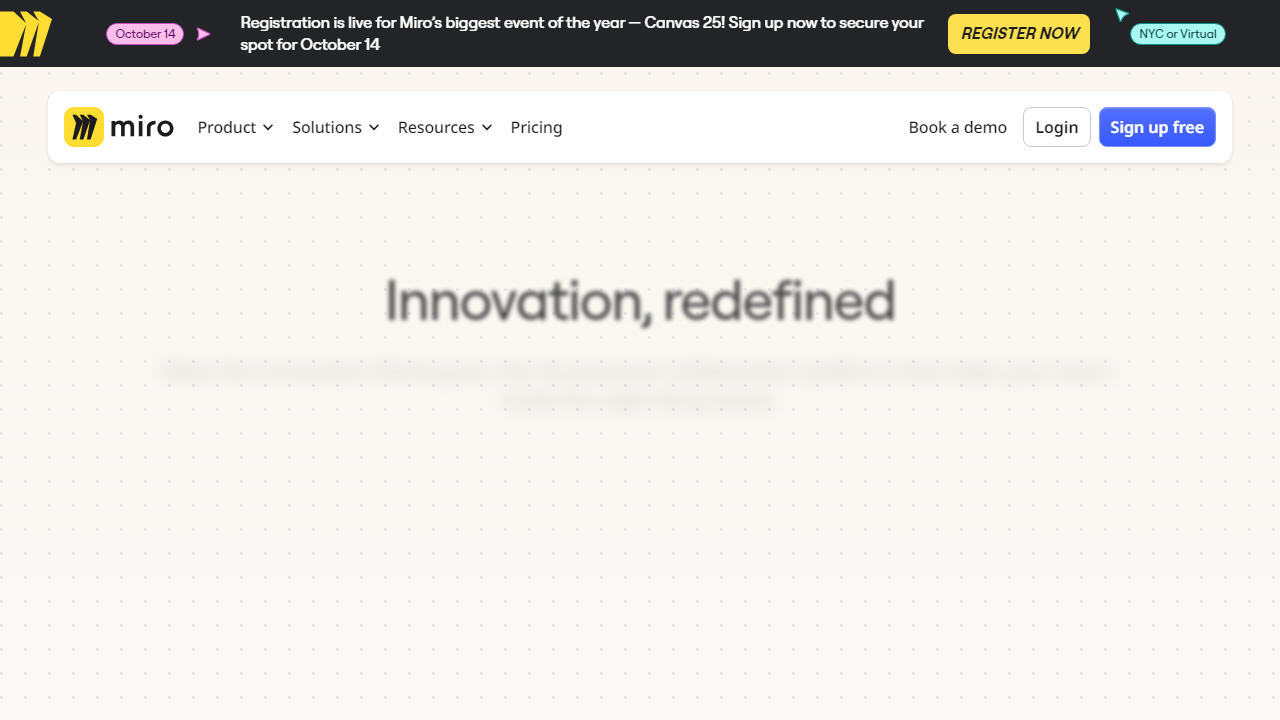 October 14
Registration is live for Miro's biggest event of the year — Canvas 25! Sign up now to secure your
spot for October 14
REGISTER NOW
NYC or Virtual
miro
Product
Solutions
Resources
Pricing
Book a demo
Login
Sign up free
Innovation, redefined